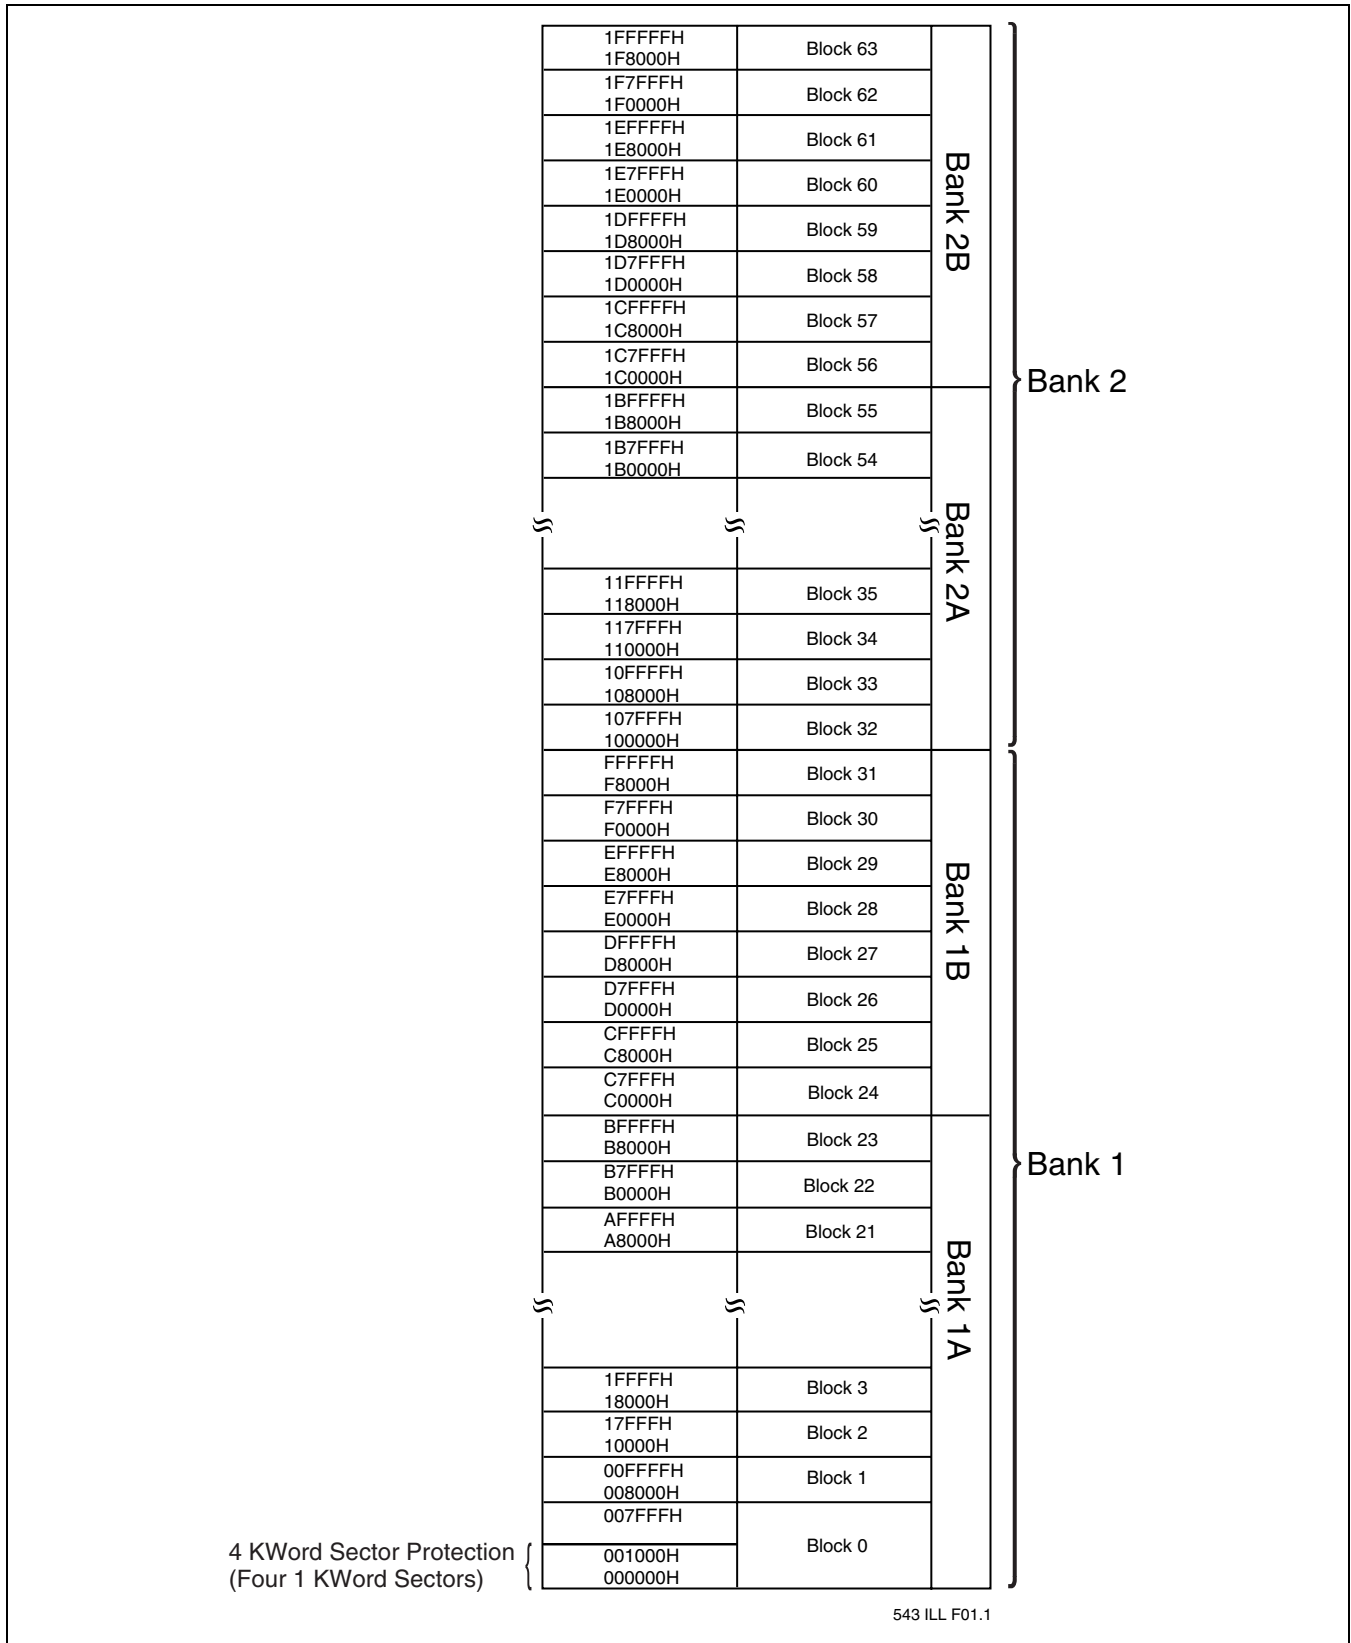 1FFFFFH
1F8000H
Block 63
1F7FFFH
1F0000H
Block 62
1EFFFFH
1E8000H
Block 61
1E7FFFH
1E0000H
Block 60
1DFFFFH
1D8000H
Block 59
1D7FFFH
1D0000H
Block 58
1CFFFFH
1C8000H
Block 57
1C7FFFH
1C0000H
Block 56
Bank 2B
1BFFFFH
1B8000H
Block 55
1B7FFFH
1B0000H
Block 54
11FFFFH
118000H
Block 35
117FFFH
110000H
Block 34
10FFFFH
108000H
Block 33
107FFFH
100000H
Block 32
Bank 2A
Bank 2
FFFFFH
F8000H
Block 31
F7FFFH
F0000H
Block 30
EFFFFH
E8000H
Block 29
E7FFFH
E0000H
Block 28
DFFFFH
D8000H
Block 27
D7FFFH
D0000H
Block 26
CFFFFH
C8000H
Block 25
C7FFFH
C0000H
Block 24
Bank 1B
BFFFFH
B8000H
Block 23
B7FFFH
B0000H
Block 22
AFFFFH
A8000H
Block 21
1FFFFH
18000H
Block 3
17FFFH
10000H
Block 2
00FFFFH
008000H
Block 1
007FFFH
001000H
000000H
Block 0
Bank 1A
Bank 1
4 KWord Sector Protection
(Four 1 KWord Sectors)
543 ILL F01.1